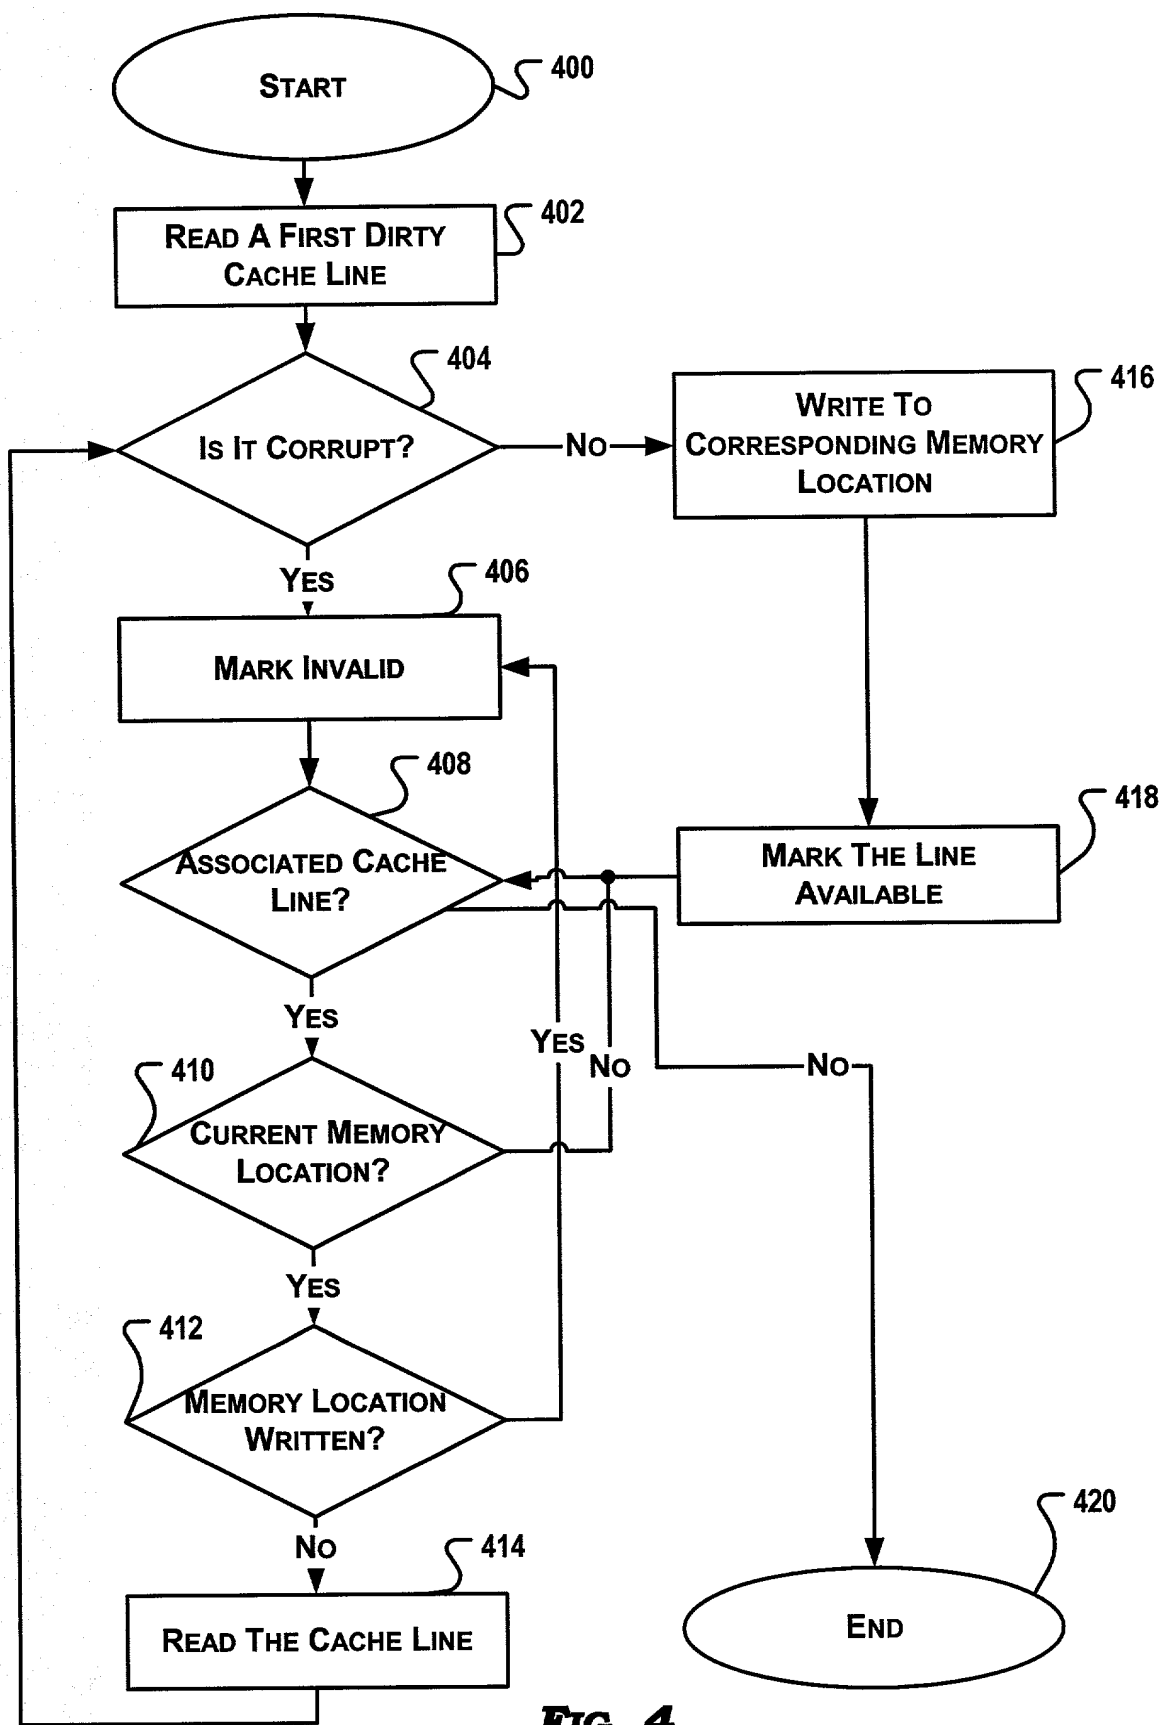 START
400
READ A FIRST DIRTY
CACHE LINE
402
IS IT CORRUPT?
404
NO
WRITE TO
CORRESPONDING MEMORY
LOCATION
416
YES
406
MARK INVALID
408
ASSOCIATED CACHE
LINE?
MARK THE LINE
AVAILABLE
418
YES
YES
NO
NO
410
CURRENT MEMORY
LOCATION?
YES
412
MEMORY LOCATION
WRITTEN?
NO
414
READ THE CACHE LINE
420
END
FIG. 4